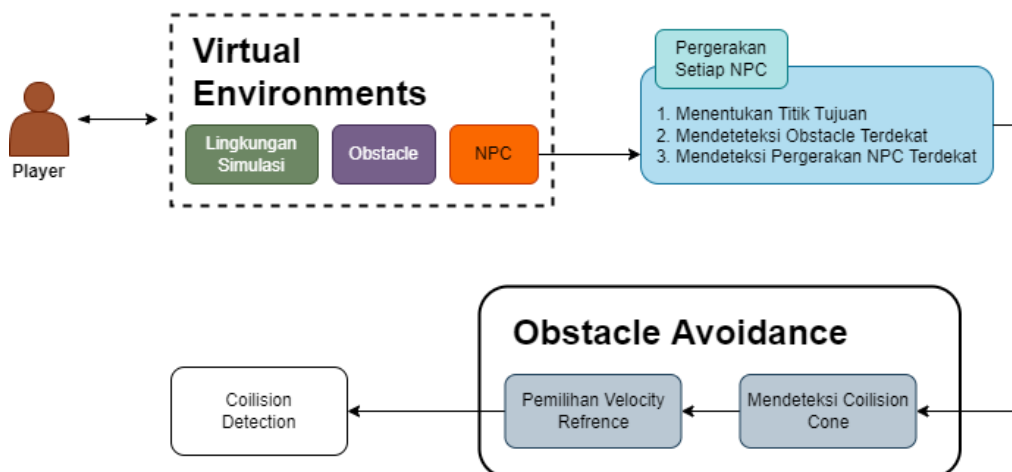 Virtual
Environments
Lingkungan
Simulasi
Obstacle
NPC
Player
Pergerakan
Setiap NPC
1. Menentukan Titik Tujuan
2. Mendeteteksi Obstacle Terdekat
3. Mendeteksi Pergerakan NPC Terdekat
Obstacle Avoidance
Coilision
Detection
Pemilihan Velocity
Refrence
Mendeteksi Coilision
Cone